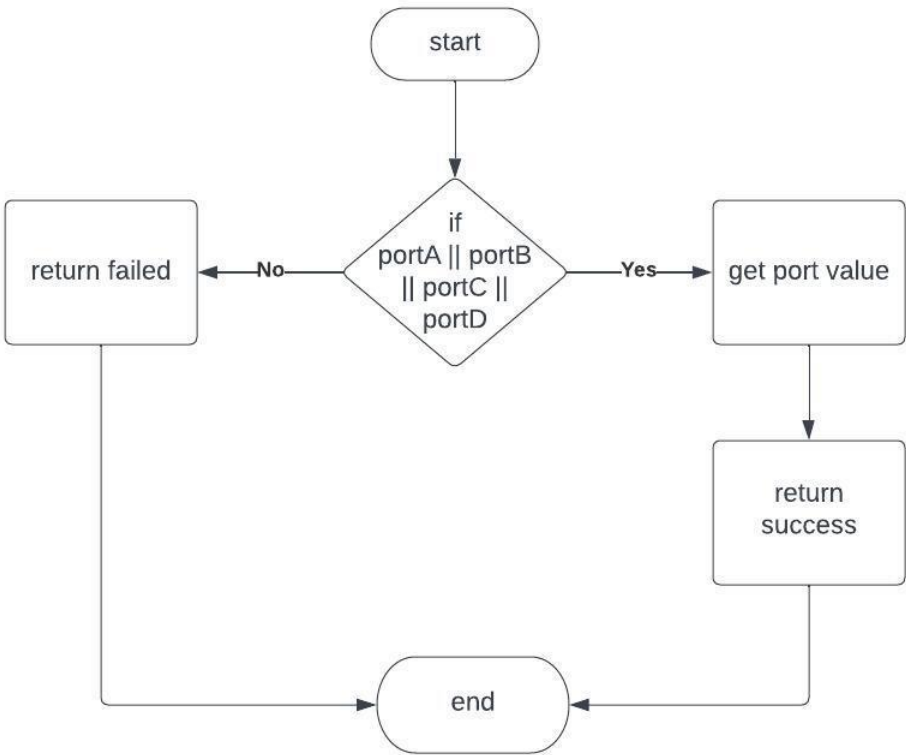 start
if
portA || portB
|| portC ||
portD
No
Yes
return failed
get port value
return
success
end